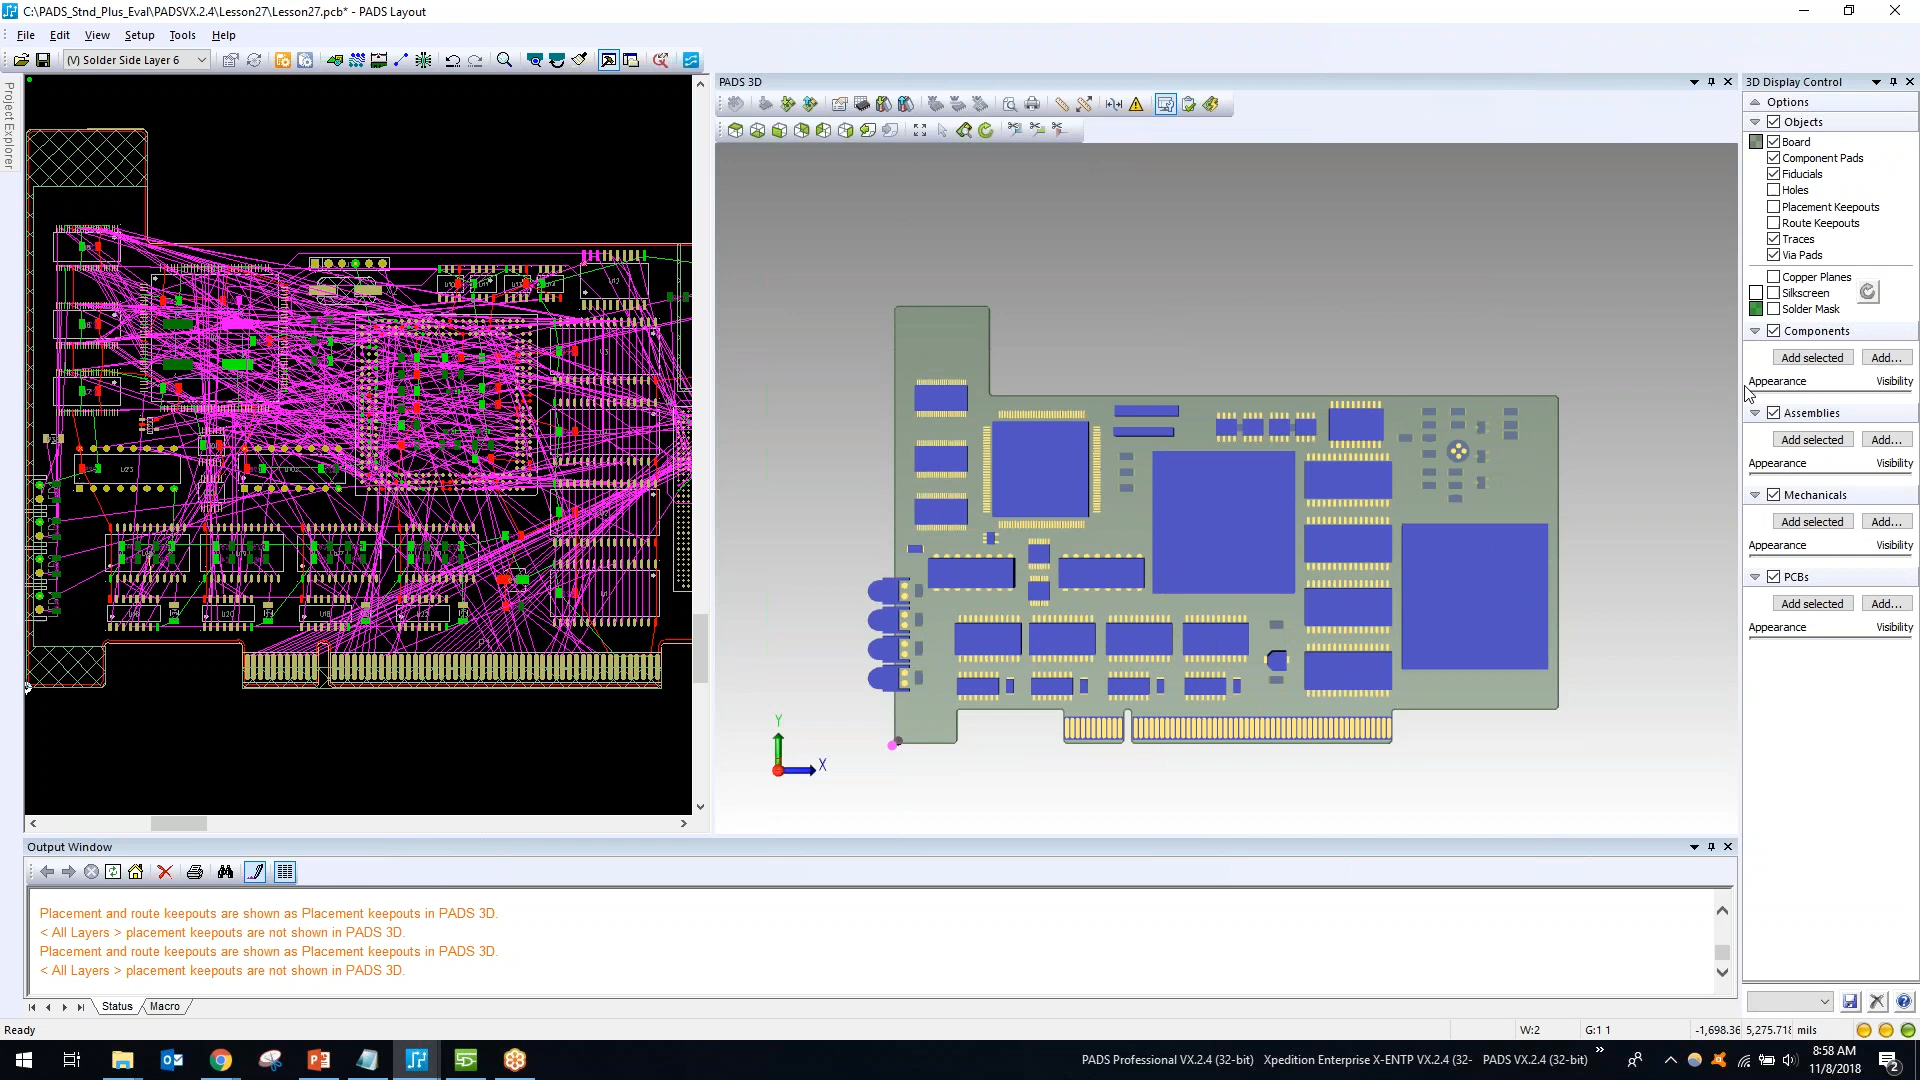 C:\PADS_Stnd_Plus_Eval\PADSVX.2.4\Lesson27\Lesson27.pcb* - PADS Layout
File Edit View Setup Tools Help
(V) Solder Side Layer 6
Project Explorer
PADS 3D
3D Display Control
Options
Objects
Board
Component Pads
Fiducials
Holes
Placement Keepouts
Route Keepouts
Traces
Via Pads
Copper Planes
Silkscreen
Solder Mask
Components
Add selected Add...
Appearance Visibility
Assemblies
Add selected Add...
Appearance Visibility
Mechanicals
Add selected Add...
Appearance Visibility
PCBs
Add selected Add...
Appearance Visibility
Y
X
Output Window
Placement and route keepouts are shown as Placement keepouts in PADS 3D.
< All Layers > placement keepouts are not shown in PADS 3D.
Placement and route keepouts are shown as Placement keepouts in PADS 3D.
< All Layers > placement keepouts are not shown in PADS 3D.
Status Macro
Ready
W:2 G:1 1 -1,698.36 5,275.718 mils
PADS Professional VX.2.4 (32-bit) Xpedition Enterprise X-ENTP VX.2.4 (32- PADS VX.2.4 (32-bit)
8:58 AM
11/8/2018
2